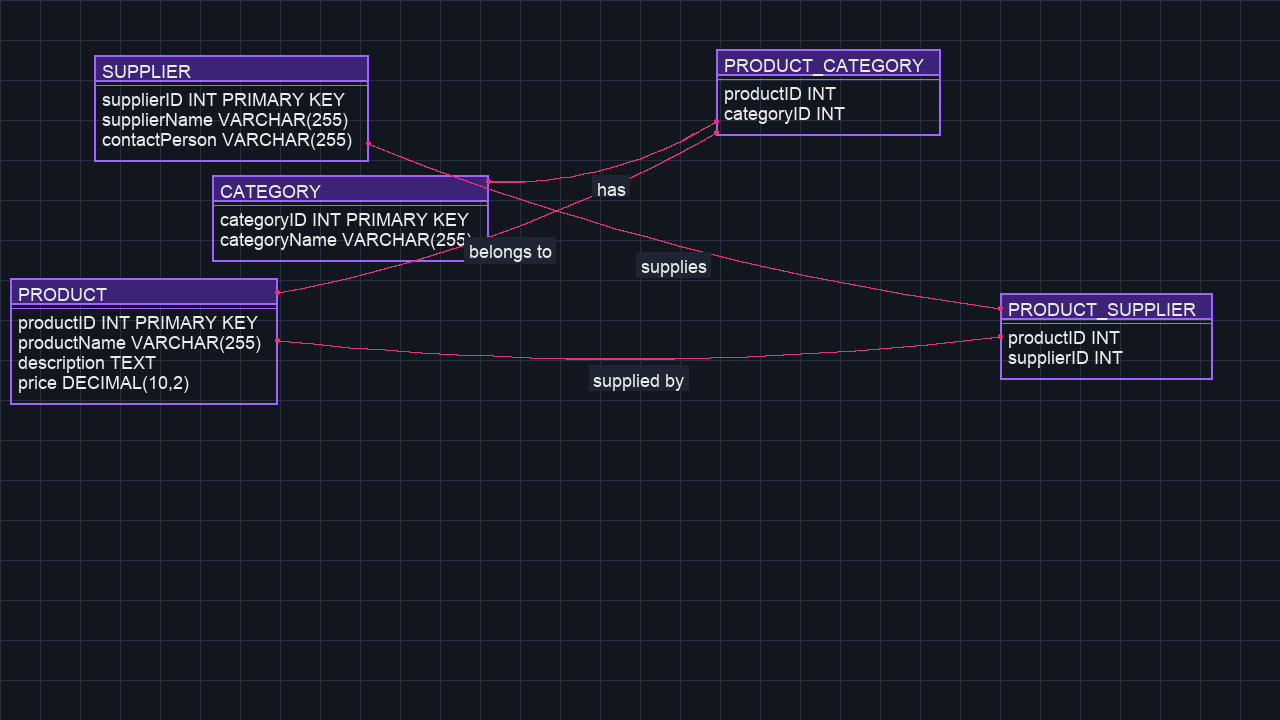 SUPPLIER
supplierID INT PRIMARY KEY
supplierName VARCHAR(255)
contactPerson VARCHAR(255)
PRODUCT_CATEGORY
productID INT
categoryID INT
CATEGORY
categoryID INT PRIMARY KEY
categoryName VARCHAR(255)
has
belongs to
supplies
PRODUCT
productID INT PRIMARY KEY
productName VARCHAR(255)
description TEXT
price DECIMAL(10,2)
PRODUCT_SUPPLIER
productID INT
supplierID INT
supplied by